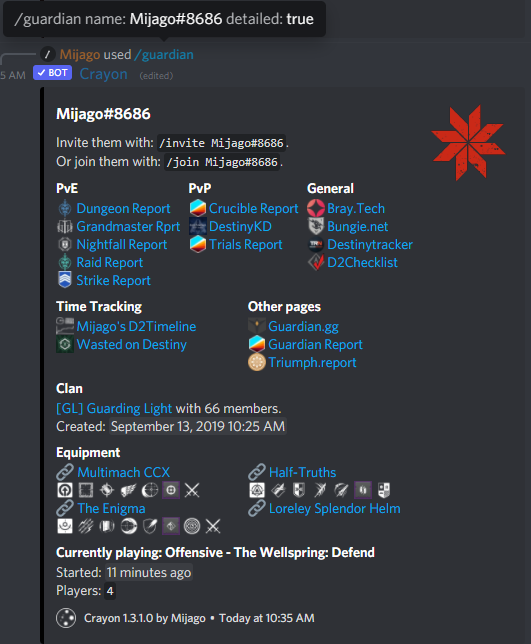 /guardian name: Mijago#8686 detailed: true
/ Mijago used /guardian
5 AM ✓ BOT Crayon (edited)
Mijago#8686
Invite them with: /invite Mijago#8686.
Or join them with: /join Mijago#8686.
PvE PvP General
Dungeon Report Crucible Report Bray.Tech
Grandmaster Rprt DestinyKD Bungie.net
Nightfall Report Trials Report Destinytracker
Raid Report D2Checklist
Strike Report
Time Tracking Other pages
Mijago's D2Timeline Guardian.gg
Wasted on Destiny Guardian Report
Triumph.report
Clan
[GL] Guarding Light with 66 members.
Created: September 13, 2019 10:25 AM
Equipment
Multimach CCX Half-Truths
The Enigma Loreley Splendor Helm
Currently playing: Offensive - The Wellspring: Defend
Started: 11 minutes ago
Players: 4
Crayon 1.3.1.0 by Mijago • Today at 10:35 AM